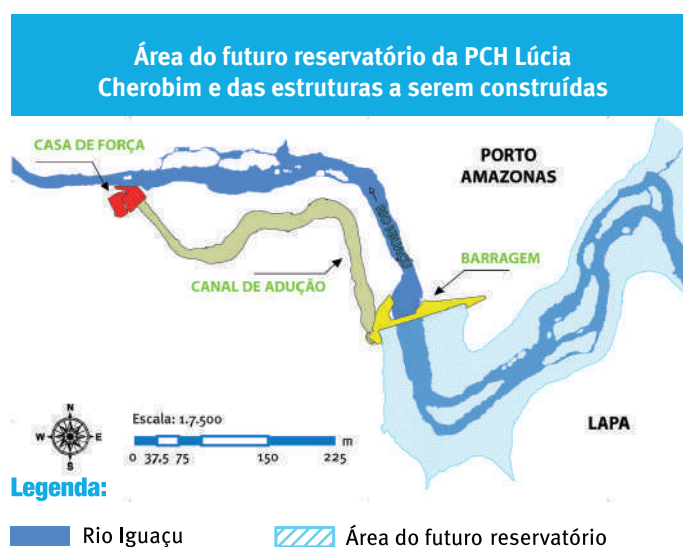 Área do futuro reservatório da PCH Lúcia
Cherobim e das estruturas a serem construídas
CASA DE FORÇA
PORTO
AMAZONAS
RIO IGUAÇU
BARRAGEM
CANAL DE ADUÇÃO
LAPA
Escala: 1.7.500
N
W
E
S
m
0 37,5 75 150 225
Legenda:
Rio Iguaçu
Área do futuro reservatório